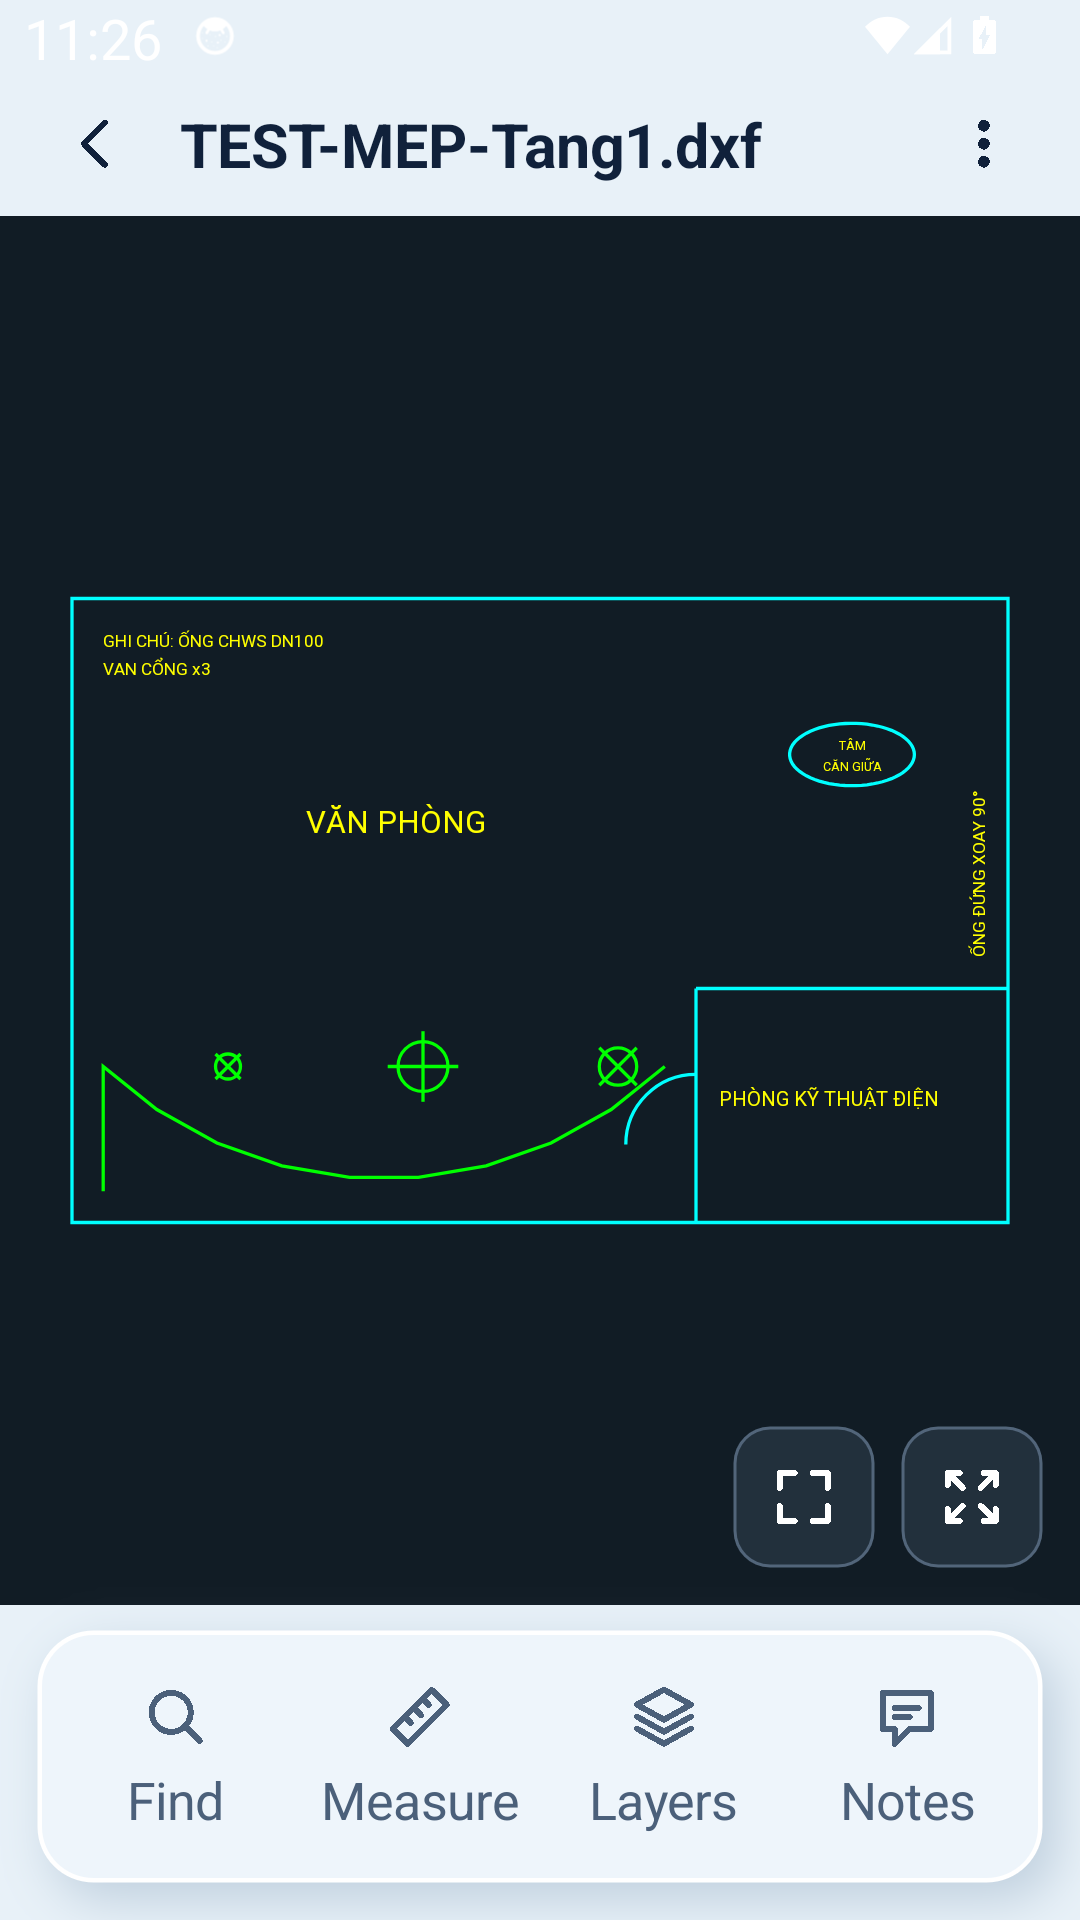 11:26
TEST-MEP-Tang1.dxf
GHI CHÚ: ỐNG CHWS DN100
VAN CỔNG x3
TÂM
CĂN GIỮA
VĂN PHÒNG
ỐNG ĐỨNG XOAY 90°
PHÒNG KỸ THUẬT ĐIỆN
Find
Measure
Layers
Notes